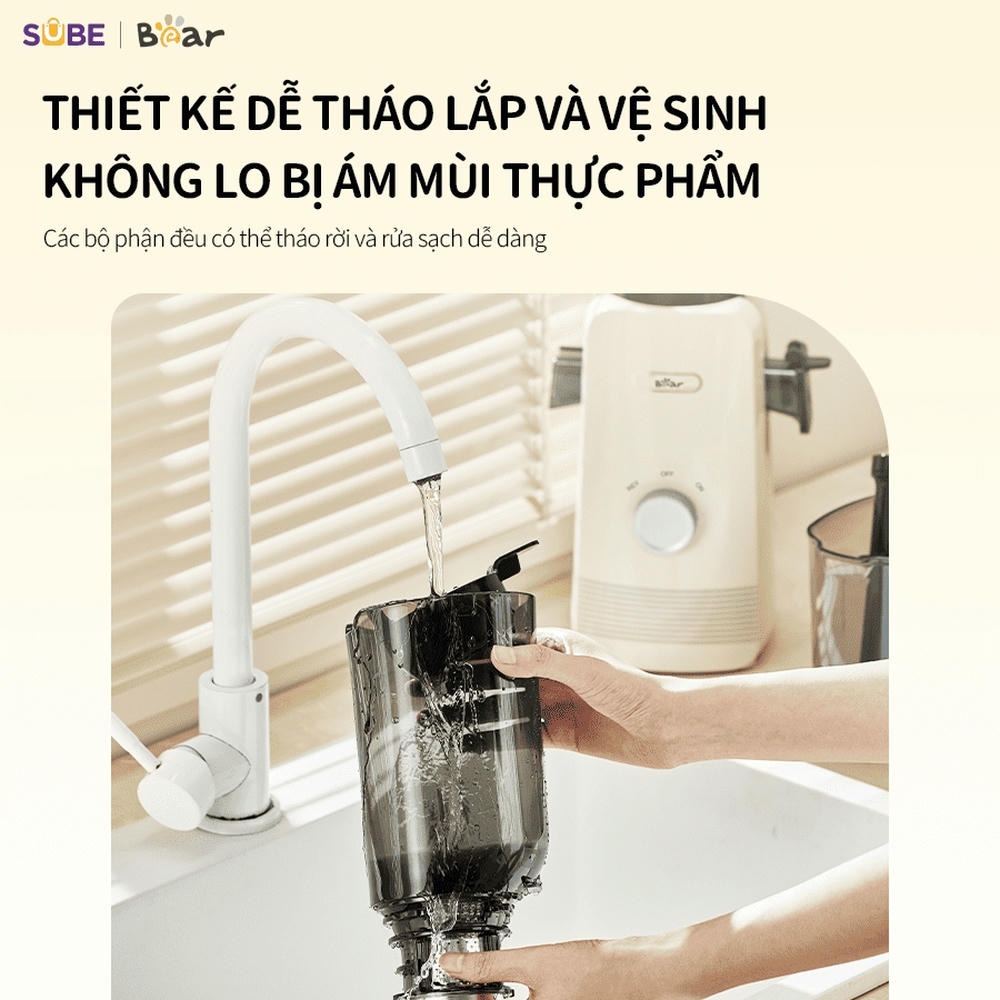 SUBE | Bear
THIẾT KẾ DỄ THÁO LẮP VÀ VỆ SINH
KHÔNG LO BỊ ÁM MÙI THỰC PHẨM
Các bộ phận đều có thể tháo rời và rửa sạch dễ dàng
Bear
REV OFF ON